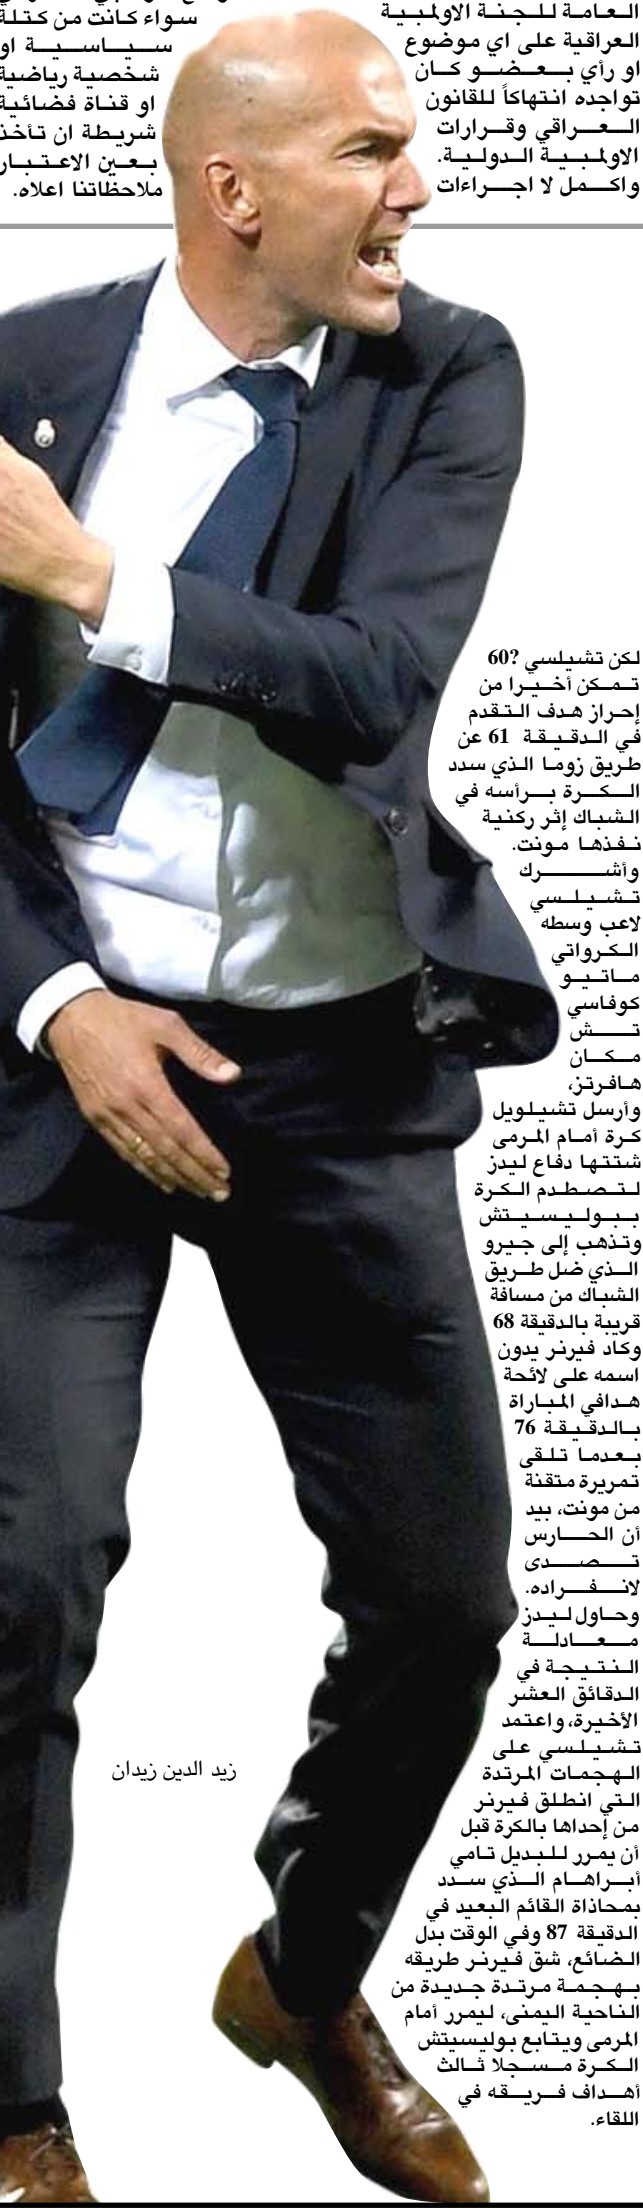 العامة للجنة الاولمبية
العراقية على اي موضوع
او رأي بعضو كان
تواجده انتهاكاً للقانون
العراقي وقرارات
الاولمبية الدولية.
واكمل لا اجراءات
سواء كانت من كتلة
سياسية او
شخصية رياضية
او قناة فضائية
شريطة ان تأخذ
بعين الاعتبار
ملاحظاتنا اعلاه.
لكن تشيلسي ?60
تمكن أخيرا من
إحراز هدف التقدم
في الدقيقة 61 عن
طريق زوما الذي سدد
الكرة برأسه في
الشباك إثر ركنية
نفذها مونت.
وأشرك
تشيلسي
لاعب وسطه
الكرواتي
ماتيو
كوفاسي
تش
مكان
هافرتز،
وأرسل تشيلويل
كرة أمام المرمى
شتتها دفاع ليدز
لتصطدم الكرة
ببوليسيتش
وتذهب إلى جيرو
الذي ضل طريق
الشباك من مسافة
قريبة بالدقيقة 68
وكاد فيرنر يدون
اسمه على لائحة
هدافي المباراة
بالدقيقة 76
بعدما تلقى
تمريرة متقنة
من مونت، بيد
أن الحارس
تصدى
لانفراده.
وحاول ليدز
معادلة
النتيجة في
الدقائق العشر
الأخيرة، واعتمد
تشيلسي على
الهجمات المرتدة
التي انطلق فيرنر
من إحداها بالكرة قبل
أن يمرر للبديل تامي
أبراهام الذي سدد
بمحاذاة القائم البعيد في
الدقيقة 87 وفي الوقت بدل
الضائع، شق فيرنر طريقه
بهجمة مرتدة جديدة من
الناحية اليمنى، ليمرر أمام
المرمى ويتابع بوليسيتش
الكرة مسجلا ثالث
أهداف فريقه في
اللقاء.
زيد الدين زيدان